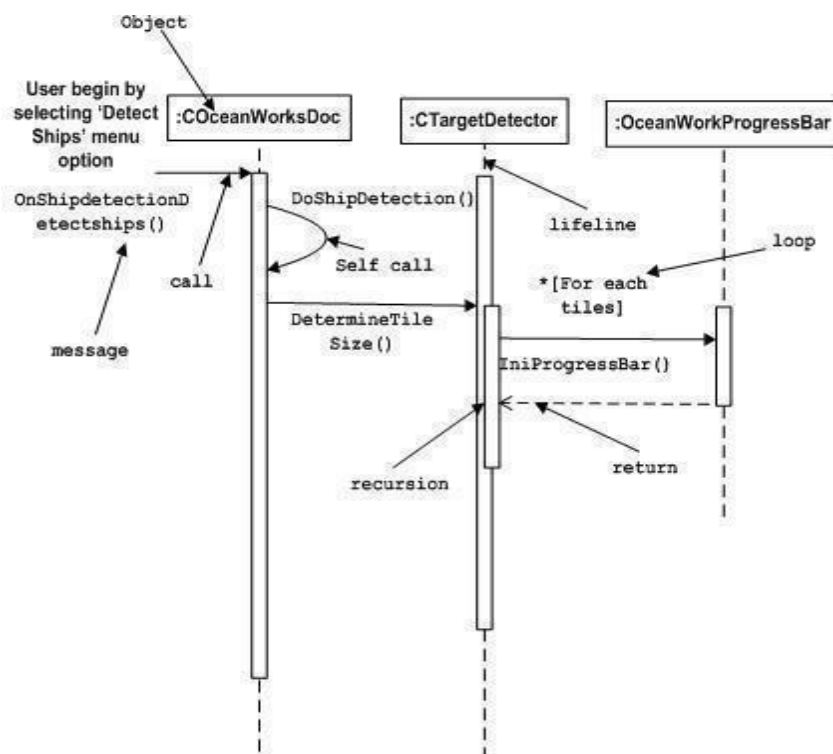 Object
User begin by
selecting 'Detect
Ships' menu
option
:COceanWorksDoc
:CTargetDetector
:OceanWorkProgressBar
OnShipdetectionD
etectships()
DoShipDetection()
lifeline
loop
call
Self call
*[For each
tiles]
message
DetermineTile
Size()
IniProgressBar()
recursion
return